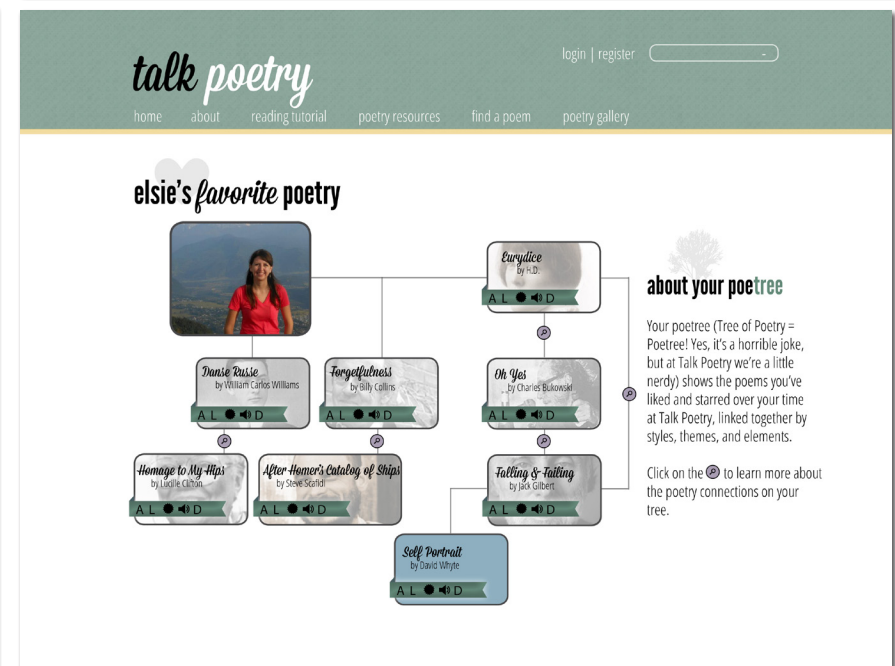 login | register
talk poetry
home about reading tutorial poetry resources find a poem poetry gallery
elsie's favorite poetry
Eurydice
by H.D.
A L D
Danse Russe
by William Carlos Williams
A L D
Forgetfulness
by Billy Collins
A L D
Oh Yes
by Charles Bukowski
A L D
Homage to My Hips
by Lucille Clifton
A L D
After Homer's Catalog of Ships
by Steve Scafidi
A L D
Falling & Failing
by Jack Gilbert
A L D
Self Portrait
by David Whyte
A L D
about your poetree
Your poetree (Tree of Poetry =
Poetree! Yes, it's a horrible joke,
but at Talk Poetry we're a little
nerdy) shows the poems you've
liked and starred over your time
at Talk Poetry, linked together by
styles, themes, and elements.
Click on the to learn more about
the poetry connections on your
tree.